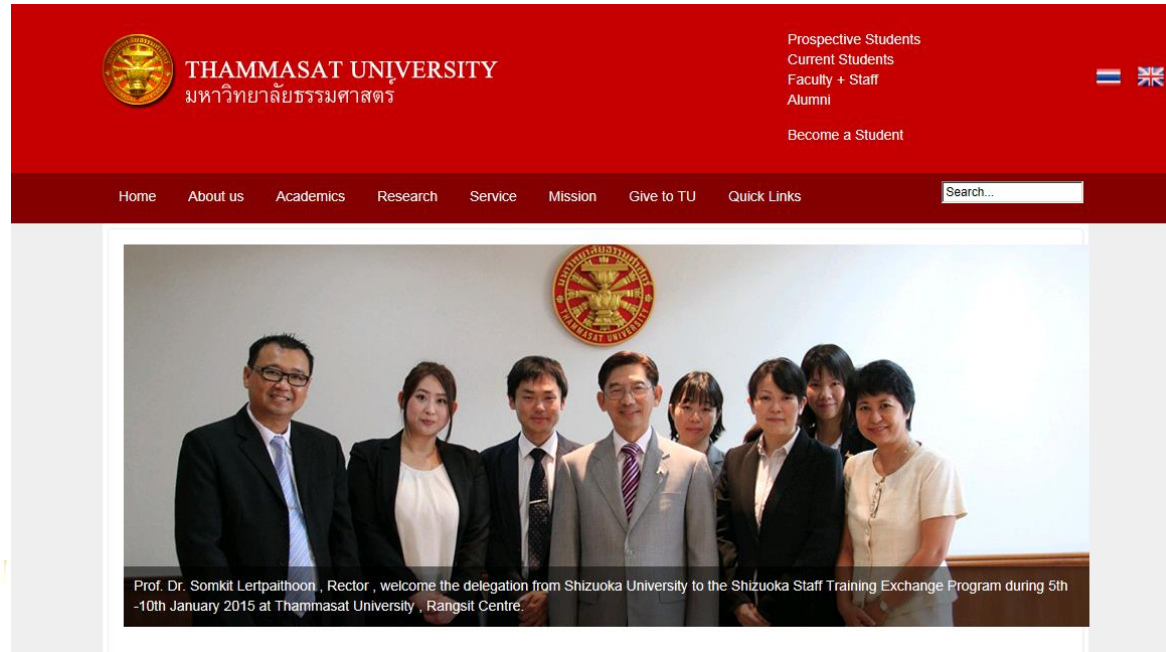 THAMMASAT UNIVERSITY
มหาวิทยาลัยธรรมศาสตร์
Prospective Students
Current Students
Faculty + Staff
Alumni
Become a Student
Home About us Academics Research Service Mission Give to TU Quick Links
Search...
THAMMASAT UNIVERSITY
Prof. Dr. Somkit Lertpaithoon , Rector , welcome the delegation from Shizuoka University to the Shizuoka Staff Training Exchange Program during 5th
-10th January 2015 at Thammasat University , Rangsit Centre.